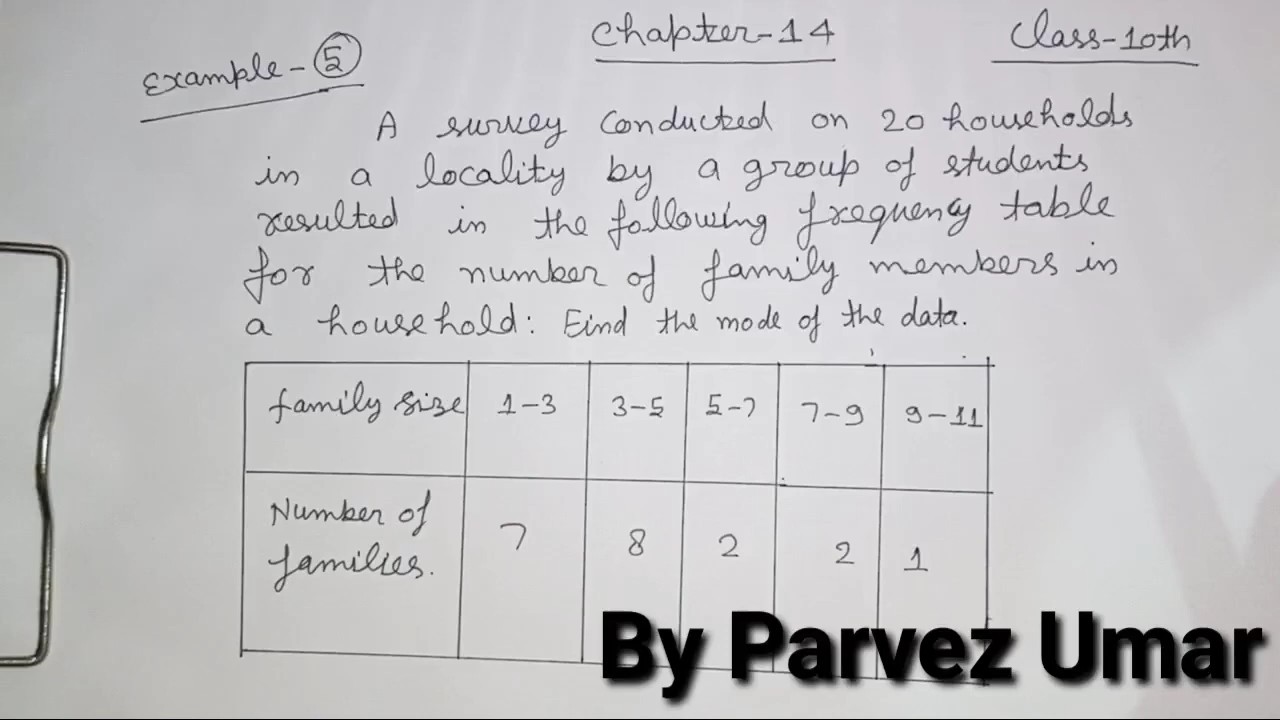 Chapter-14
Class-10th
Example-5
A survey conducted on 20 households
in a locality by a group of students
resulted in the following frequency table
for the number of family members in
a household: Find the mode of the data.
family size 1-3 3-5 5-7 7-9 9-11
Number of
families. 7 8 2 2 1
By Parvez Umar